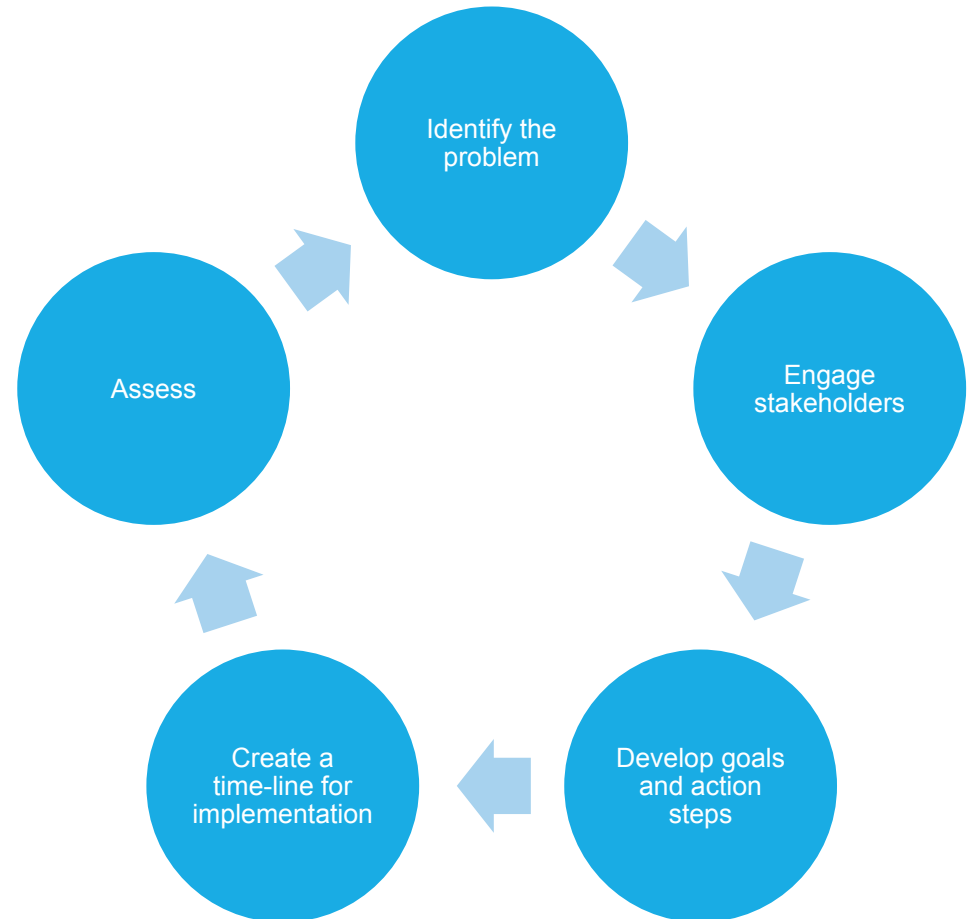 Identify the
problem
Engage
stakeholders
Develop goals
and action
steps
Create a
time-line for
implementation
Assess